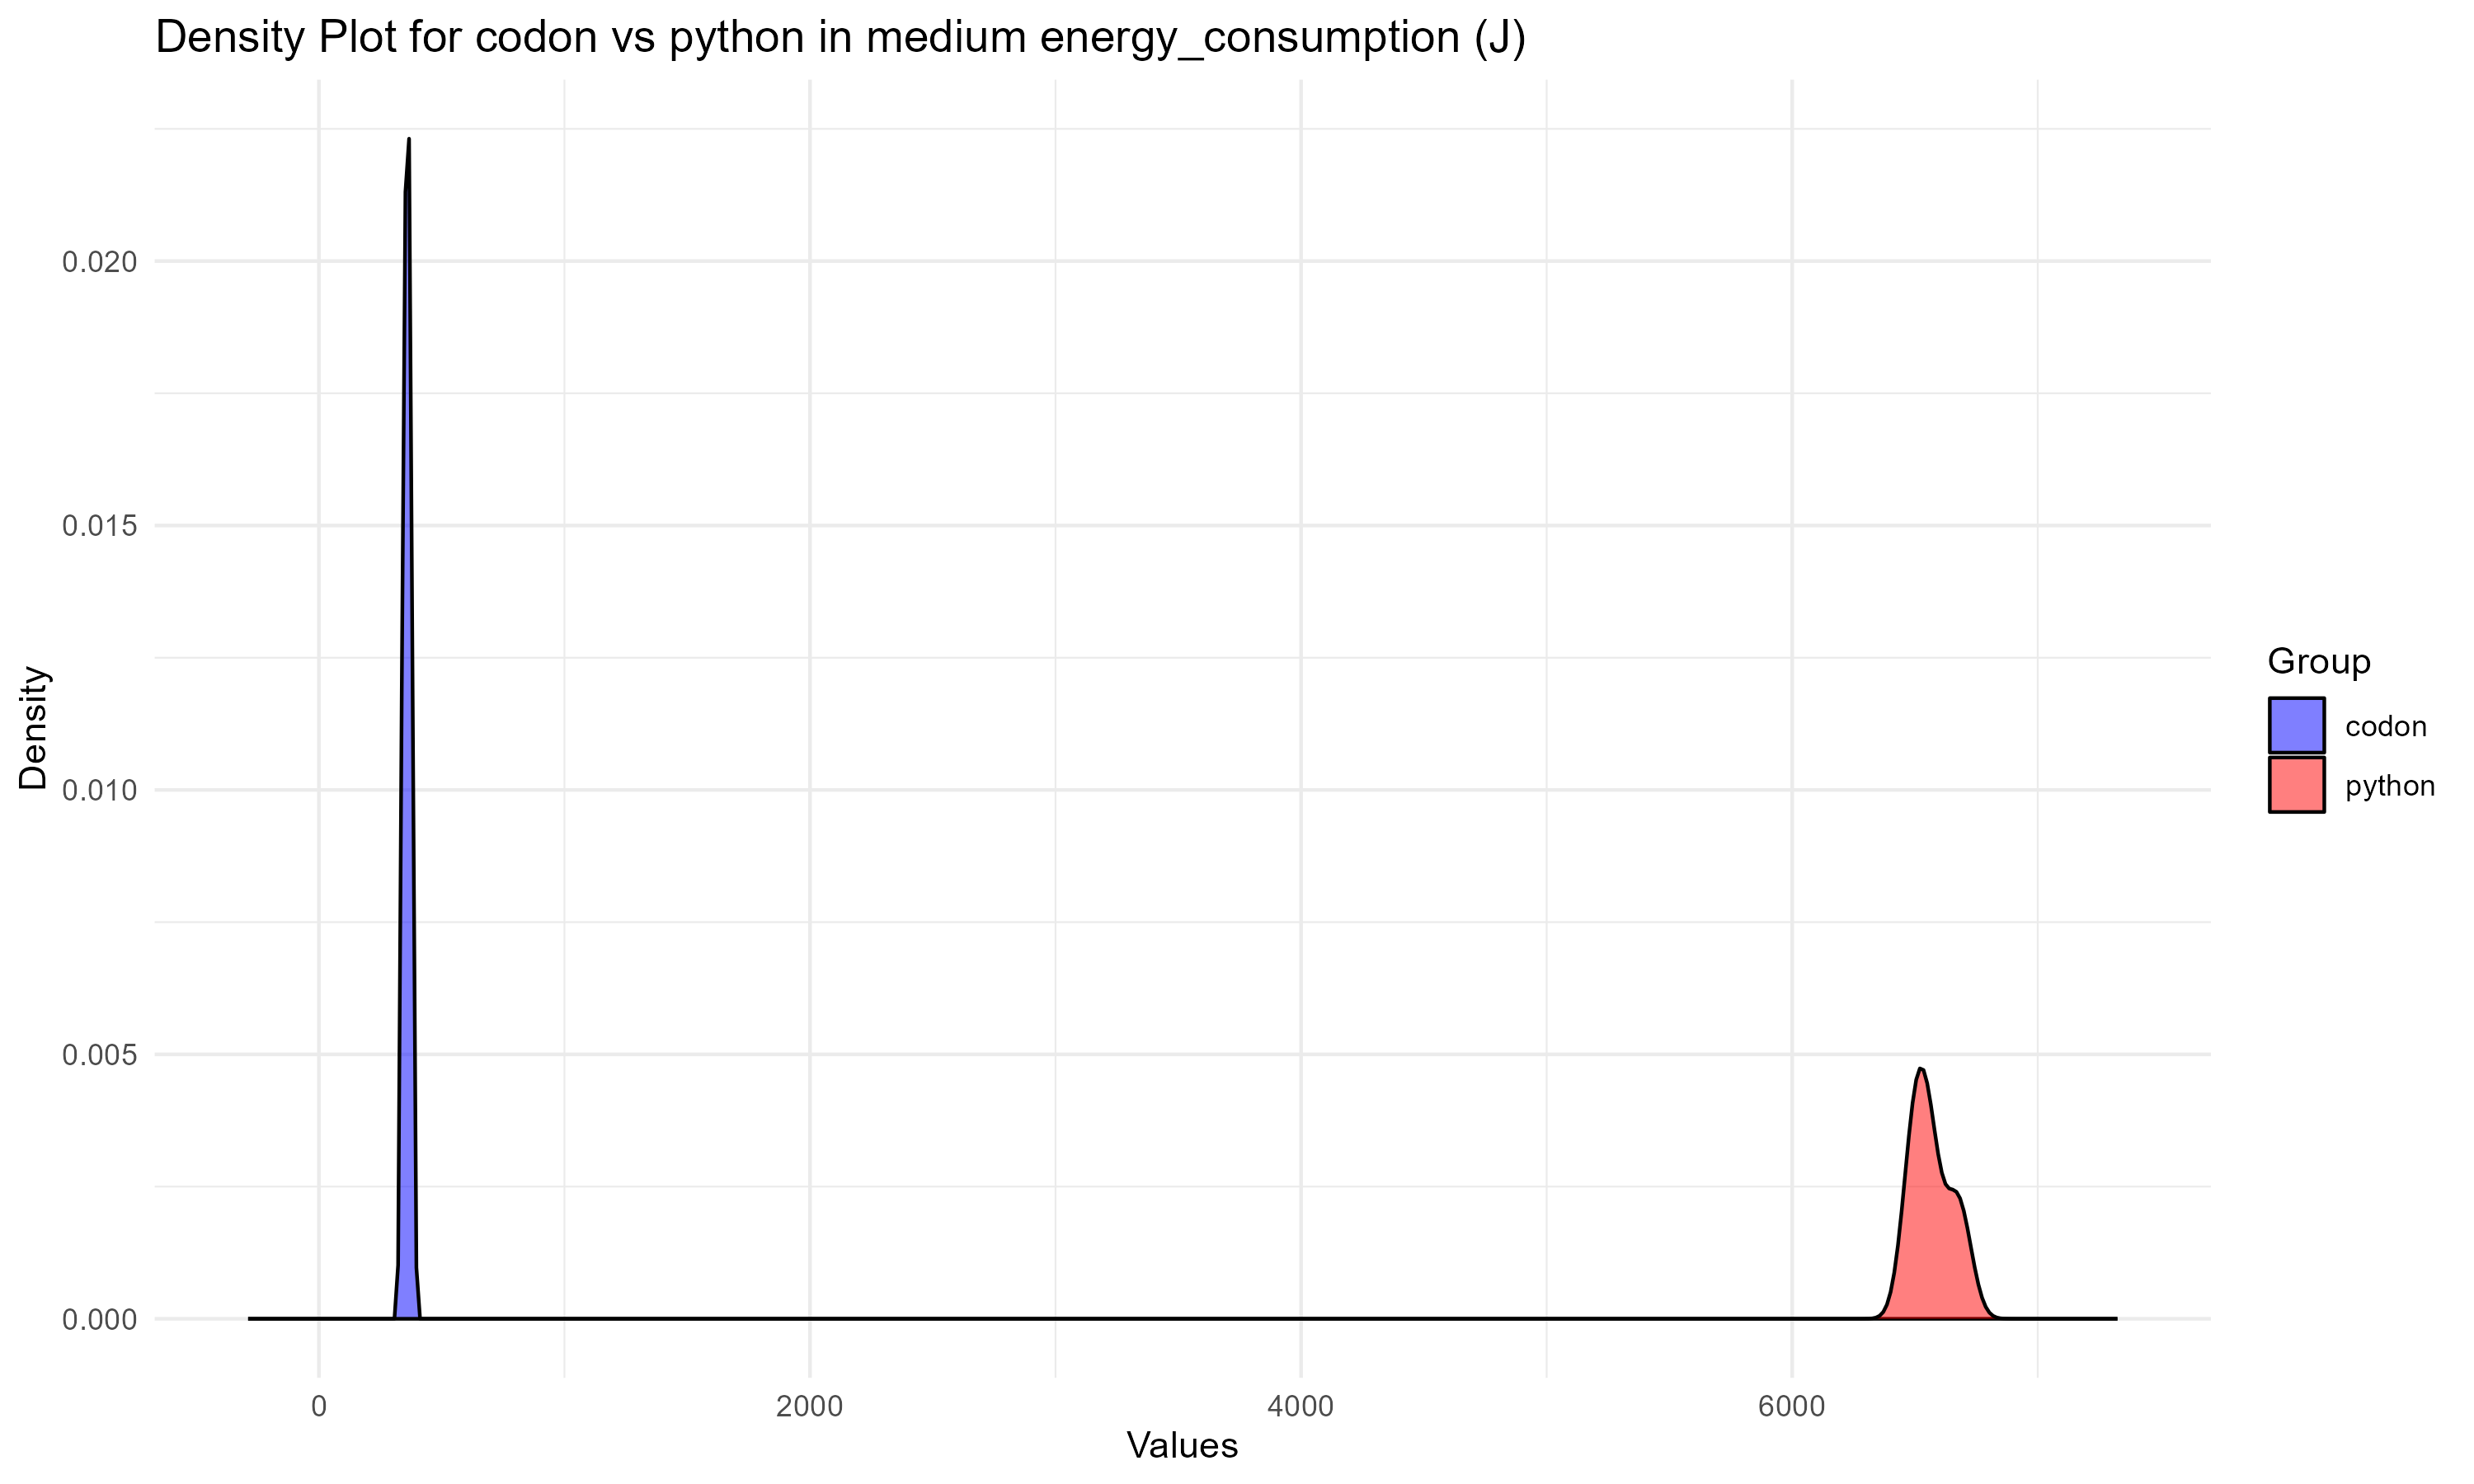 Density Plot for codon vs python in medium energy_consumption (J)
Density
0.020
0.015
0.010
0.005
0.000
0
2000
4000
6000
Values
Group
codon
python